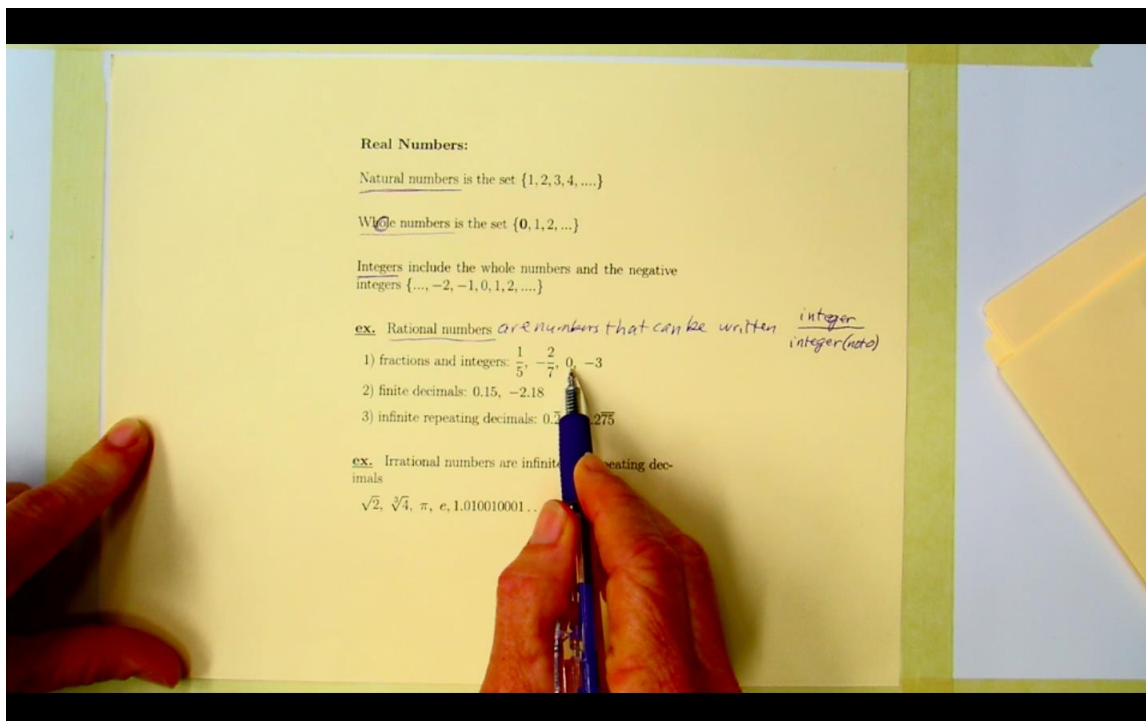 Real Numbers:
Natural numbers is the set {1, 2, 3, 4, ....}
Whole numbers is the set {0, 1, 2, ...}
Integers include the whole numbers and the negative
integers {..., −2, −1, 0, 1, 2, ....}
ex. Rational numbers are numbers that can be written integer/integer (not 0)
1) fractions and integers: 1/5, −2/7, 0, −3
2) finite decimals: 0.15, −2.18
3) infinite repeating decimals:
ex. Irrational numbers are infinite dec-
imals
√2, ∛4, π, e, 1.010010001 . .